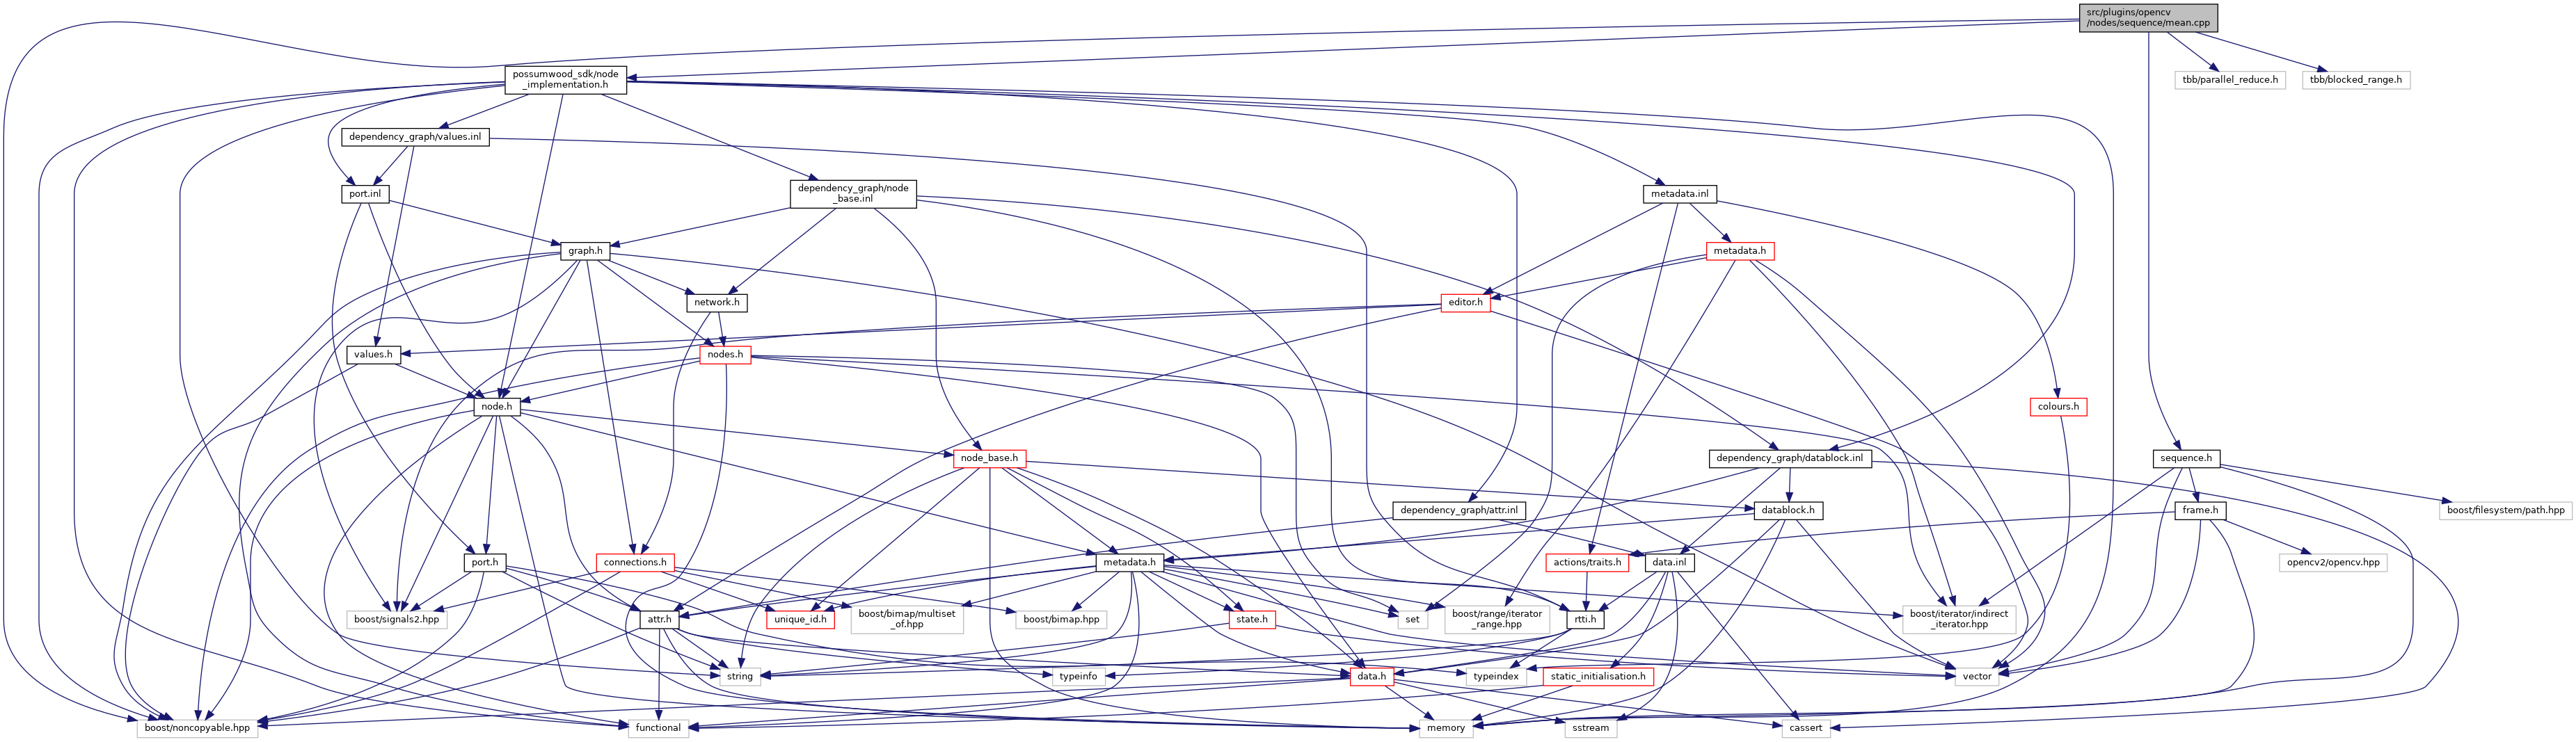 src/plugins/opencv
/nodes/sequence/mean.cpp
possumwood_sdk/node
_implementation.h
tbb/parallel_reduce.h
tbb/blocked_range.h
dependency_graph/values.inl
port.inl
dependency_graph/node
_base.inl
metadata.inl
graph.h
metadata.h
network.h
editor.h
values.h
nodes.h
node.h
colours.h
node_base.h
dependency_graph/datablock.inl
sequence.h
dependency_graph/attr.inl
datablock.h
frame.h
boost/filesystem/path.hpp
port.h
connections.h
metadata.h
actions/traits.h
data.inl
opencv2/opencv.hpp
boost/signals2.hpp
attr.h
unique_id.h
boost/bimap/multiset
_of.hpp
boost/bimap.hpp
state.h
set
boost/range/iterator
_range.hpp
rtti.h
boost/iterator/indirect
_iterator.hpp
string
typeinfo
data.h
typeindex
static_initialisation.h
vector
boost/noncopyable.hpp
functional
memory
sstream
cassert